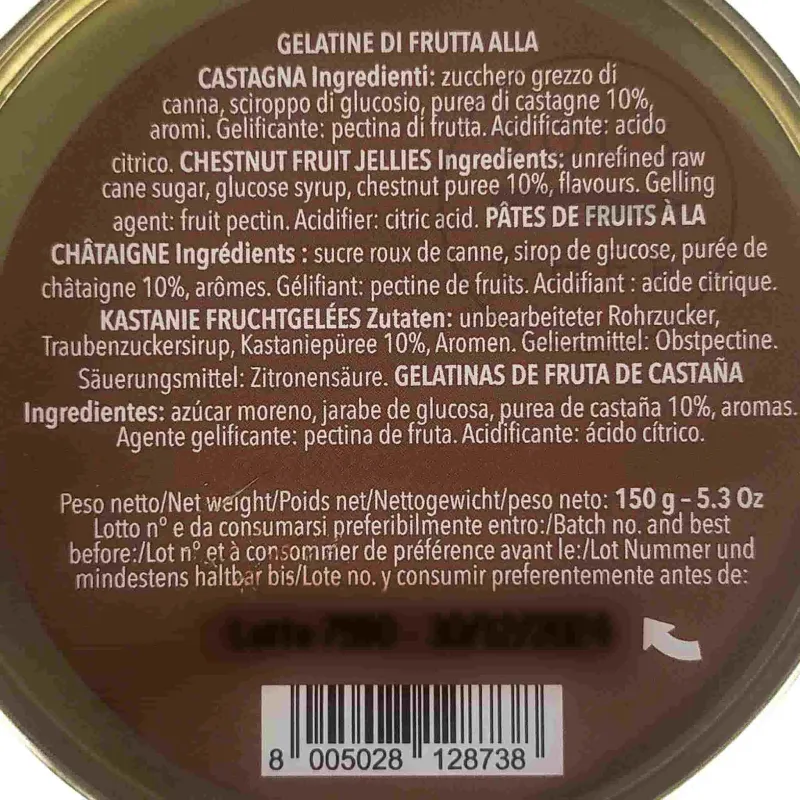 GELATINE DI FRUTTA ALLA
CASTAGNA Ingredienti: zucchero grezzo di
canna, sciroppo di glucosio, purea di castagne 10%,
aromi. Gelificante: pectina di frutta. Acidificante: acido
citrico. CHESTNUT FRUIT JELLIES Ingredients: unrefined raw
cane sugar, glucose syrup, chestnut puree 10%, flavours. Gelling
agent: fruit pectin. Acidifier: citric acid. PÂTES DE FRUITS À LA
CHÂTAIGNE Ingrédients : sucre roux de canne, sirop de glucose, purée de
châtaigne 10%, arômes. Gélifiant: pectine de fruits. Acidifiant : acide citrique.
KASTANIE FRUCHTGELÉES Zutaten: unbearbeiteter Rohrzucker,
Traubenzuckersirup, Kastaniepüree 10%, Aromen. Geliertmittel: Obstpectine.
Säuerungsmittel: Zitronensäure. GELATINAS DE FRUTA DE CASTAÑA
Ingredientes: azúcar moreno, jarabe de glucosa, purea de castaña 10%, aromas.
Agente gelificante: pectina de fruta. Acidificante: ácido cítrico.
Peso netto/Net weight/Poids net/Nettogewicht/peso neto: 150 g – 5.3 Oz
Lotto n° e da consumarsi preferibilmente entro:/Batch no. and best
before:/Lot n° et à consommer de préférence avant le:/Lot Nummer und
mindestens haltbar bis/Lote no. y consumir preferentemente antes de:
8 005028 128738